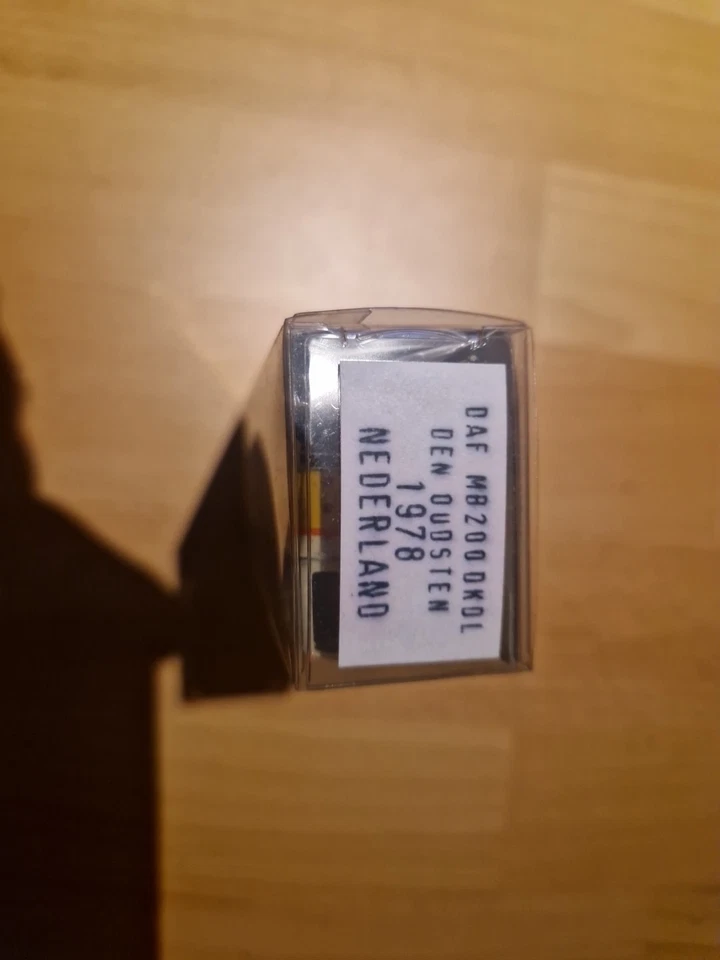 DAF MB200DKDL
DEN OUDSTEN
1978
NEDERLAND